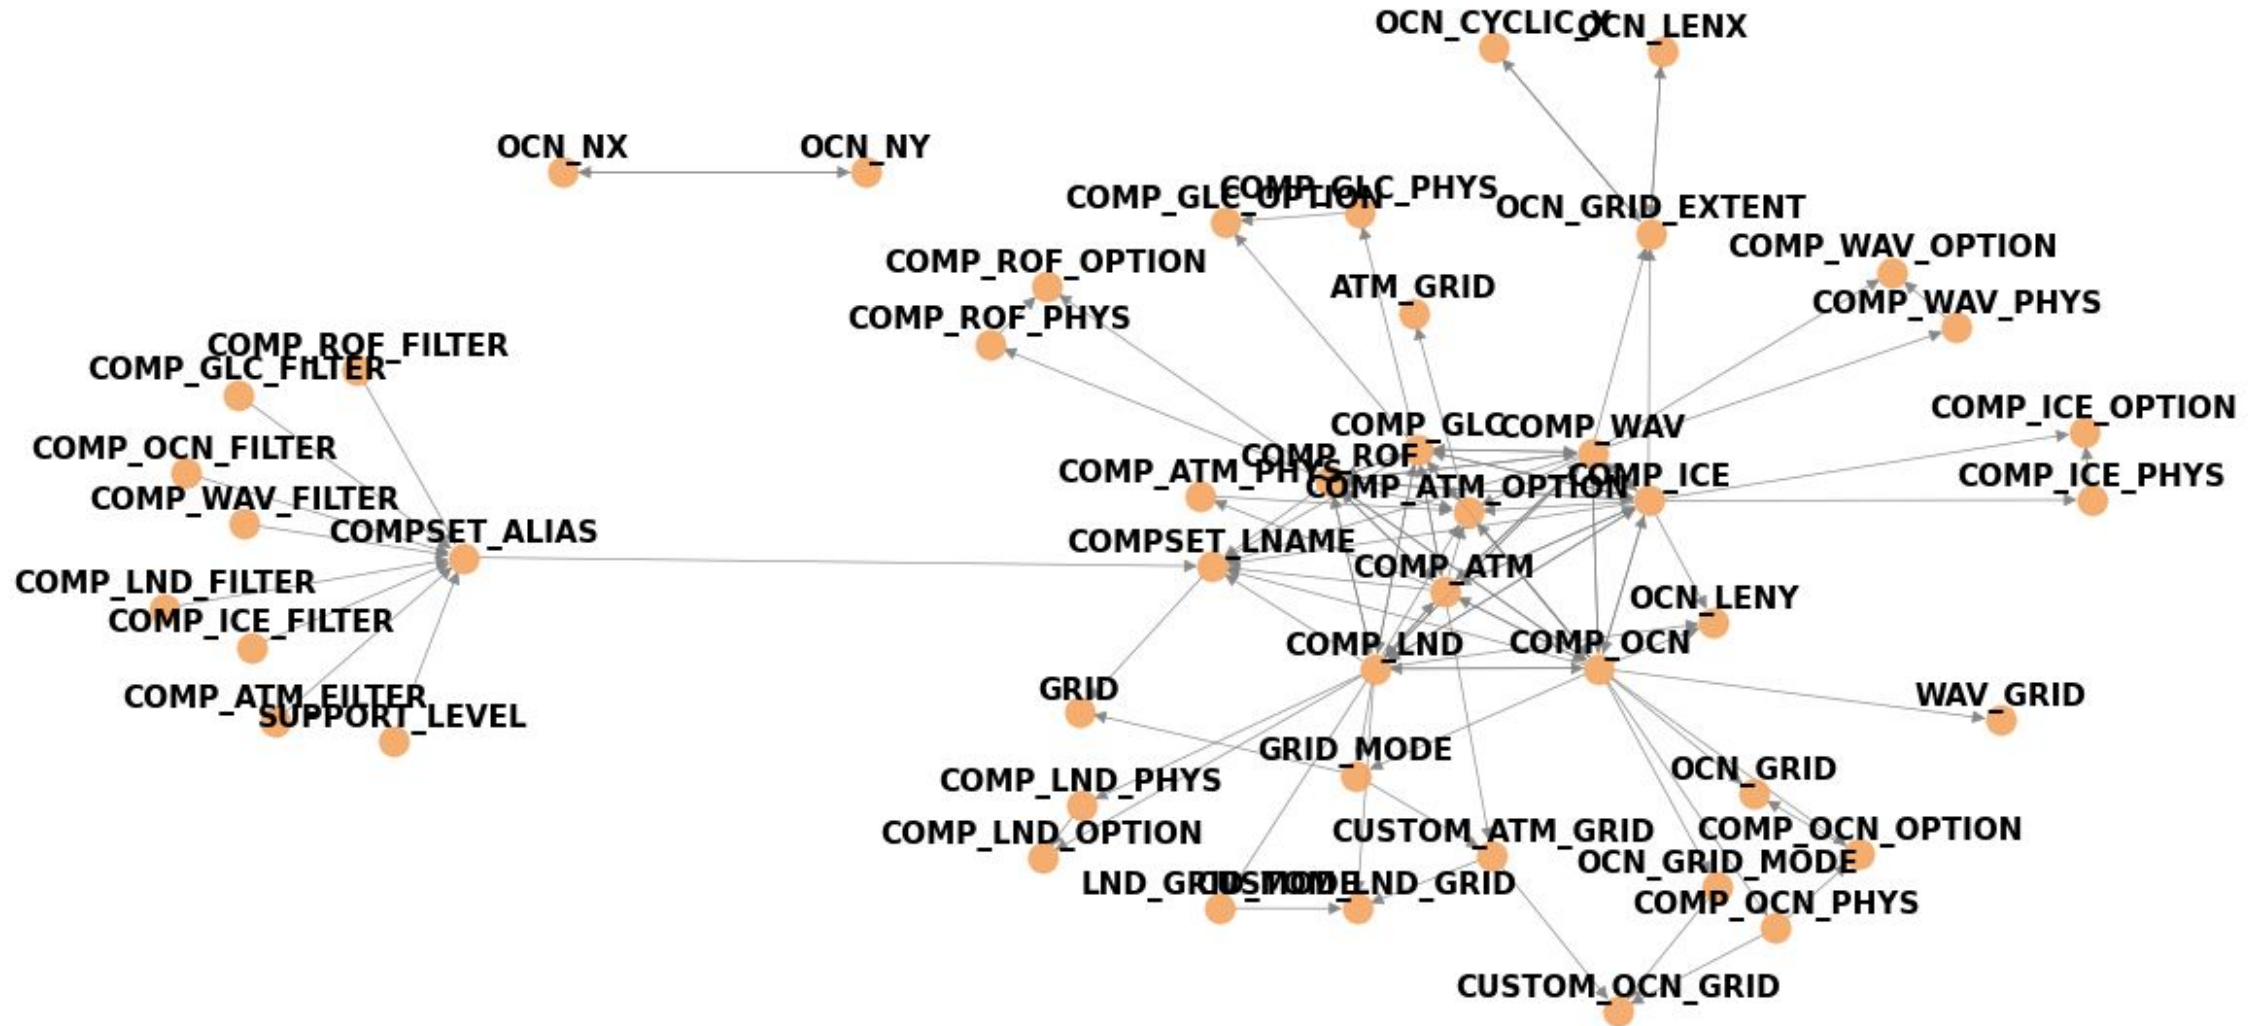 OCN_CYCLIC_X
OCN_LENX
OCN_NX
OCN_NY
COMP_GLC_OPTION
COMP_GLC_PHYS
OCN_GRID_EXTENT
COMP_WAV_OPTION
COMP_ROF_OPTION
ATM_GRID
COMP_WAV_PHYS
COMP_ROF_PHYS
COMP_ROF_FILTER
COMP_GLC_FILTER
COMP_ICE_OPTION
COMP_GLC
COMP_WAV
COMP_OCN_FILTER
COMP_ROF
COMP_ATM_PHYS
COMP_ICE
COMP_ICE_PHYS
COMP_ATM_OPTION
COMP_WAV_FILTER
COMPSET_ALIAS
COMPSET_LNAME
COMP_ATM
COMP_LND_FILTER
OCN_LENY
COMP_ICE_FILTER
COMP_LND
COMP_OCN
GRID
WAV_GRID
COMP_ATM_FILTER
SUPPORT_LEVEL
GRID_MODE
OCN_GRID
COMP_LND_PHYS
COMP_LND_OPTION
CUSTOM_ATM_GRID
COMP_OCN_OPTION
OCN_GRID_MODE
LND_GRID_MODE
CUSTOM_LND_GRID
COMP_OCN_PHYS
CUSTOM_OCN_GRID